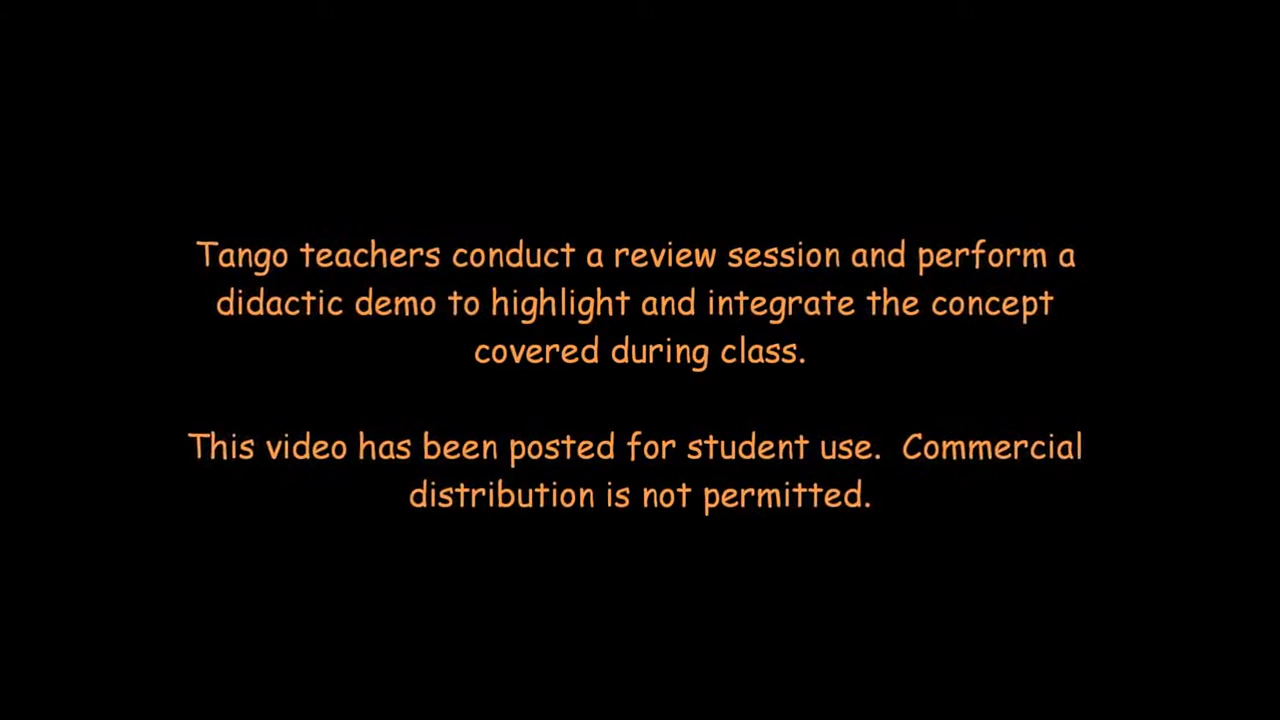 Tango teachers conduct a review session and perform a
didactic demo to highlight and integrate the concept
covered during class.
This video has been posted for student use.  Commercial
distribution is not permitted.